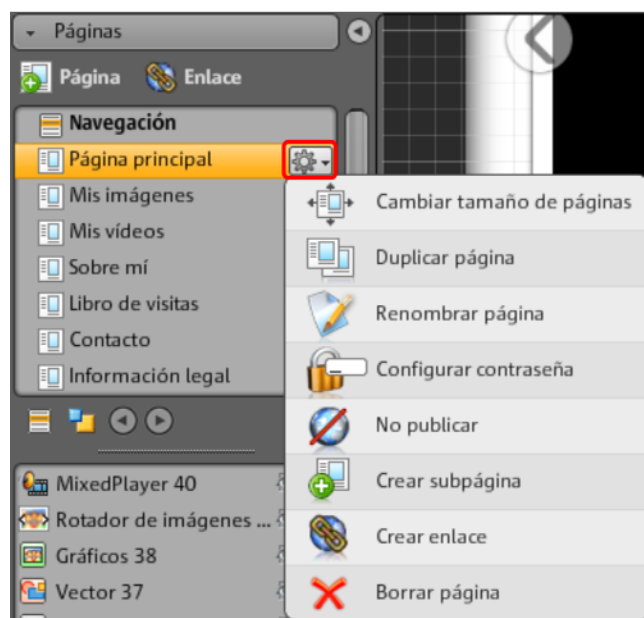 Páginas
Página Enlace
Navegación
Página principal
Mis imágenes
Mis vídeos
Sobre mí
Libro de visitas
Contacto
Información legal
Cambiar tamaño de páginas
Duplicar página
Renombrar página
Configurar contraseña
No publicar
Crear subpágina
Crear enlace
Borrar página
MixedPlayer 40
Rotador de imágenes ...
Gráficos 38
Vector 37